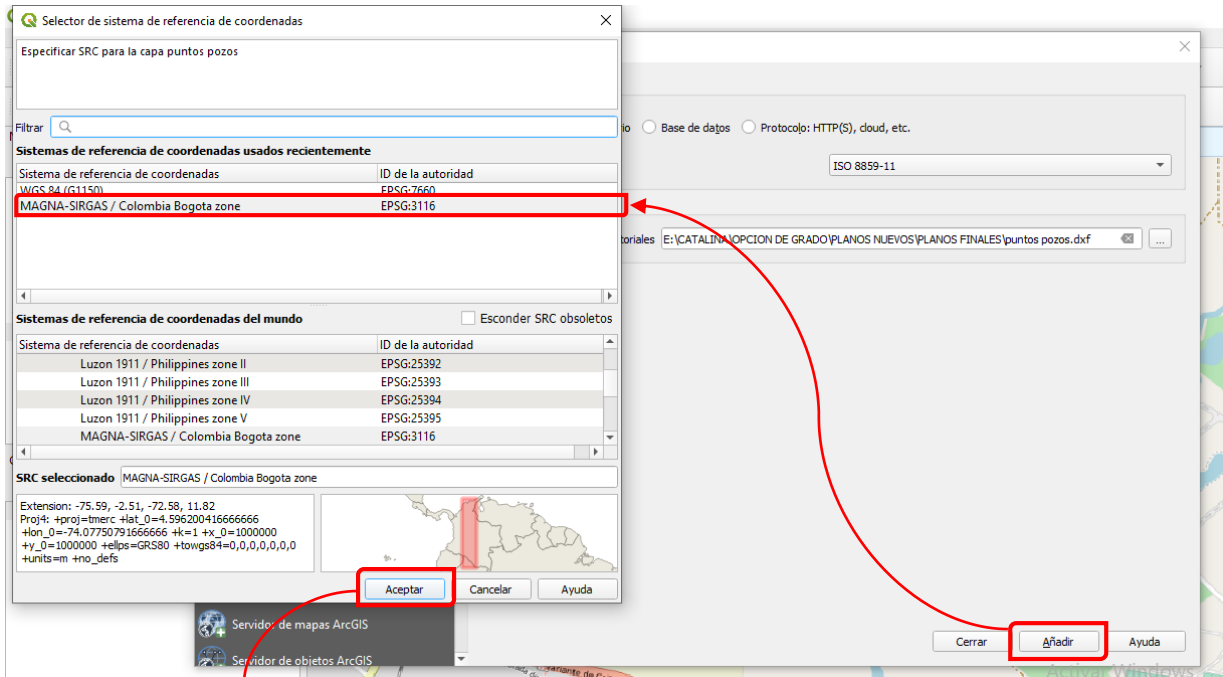 Selector de sistema de referencia de coordenadas
Especificar SRC para la capa puntos pozos
Filtrar
Sistemas de referencia de coordenadas usados recientemente
Sistema de referencia de coordenadas ID de la autoridad
WGS 84 (G1150) EPSG:7660
MAGNA-SIRGAS / Colombia Bogota zone EPSG:3116
Sistemas de referencia de coordenadas del mundo Esconder SRC obsoletos
Sistema de referencia de coordenadas ID de la autoridad
Luzon 1911 / Philippines zone II EPSG:25392
Luzon 1911 / Philippines zone III EPSG:25393
Luzon 1911 / Philippines zone IV EPSG:25394
Luzon 1911 / Philippines zone V EPSG:25395
MAGNA-SIRGAS / Colombia Bogota zone EPSG:3116
SRC seleccionado MAGNA-SIRGAS / Colombia Bogota zone
Extension: -75.59, -2.51, -72.58, 11.82
Proj4: +proj=tmerc +lat_0=4.596200416666666
+lon_0=-74.07750791666666 +k=1 +x_0=1000000
+y_0=1000000 +ellps=GRS80 +towgs84=0,0,0,0,0,0,0
+units=m +no_defs
Aceptar Cancelar Ayuda
io Base de datos Protocolo: HTTP(S), cloud, etc.
ISO 8859-11
toriales E:\CATALINA\OPCION DE GRADO\PLANOS NUEVOS\PLANOS FINALES\puntos pozos.dxf ...
Servidor de mapas ArcGIS
Servidor de objetos ArcGIS
Cerrar Añadir Ayuda
Activar Windows